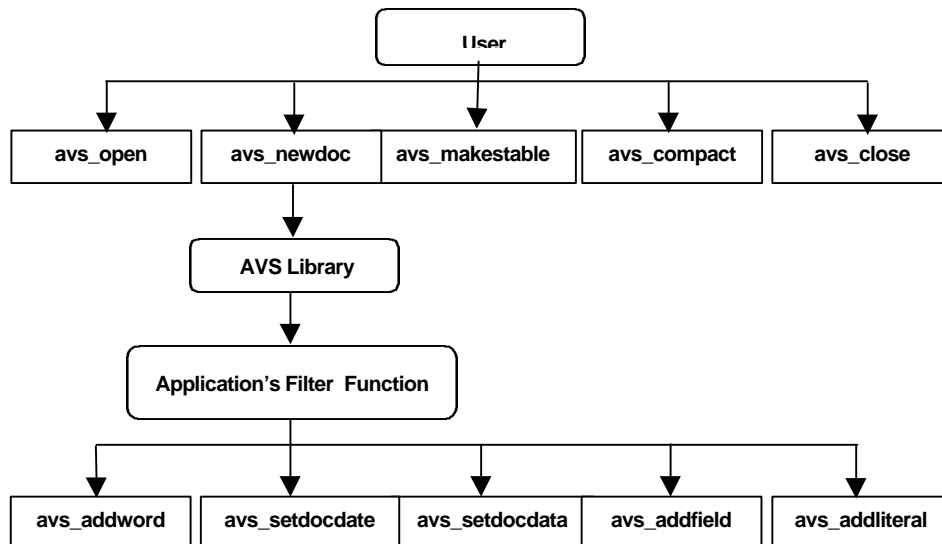 User
avs_open avs_newdoc avs_makestable avs_compact avs_close
AVS Library
Application's Filter Function
avs_addword avs_setdocdate avs_setdocdata avs_addfield avs_addliteral